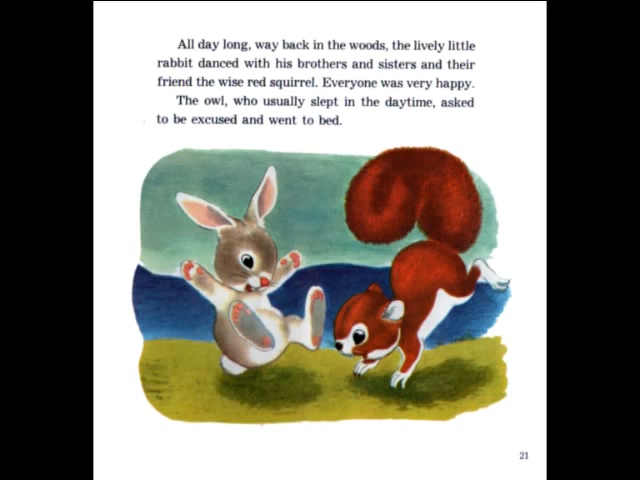 All day long, way back in the woods, the lively little
rabbit danced with his brothers and sisters and their
friend the wise red squirrel. Everyone was very happy.
The owl, who usually slept in the daytime, asked
to be excused and went to bed.
21